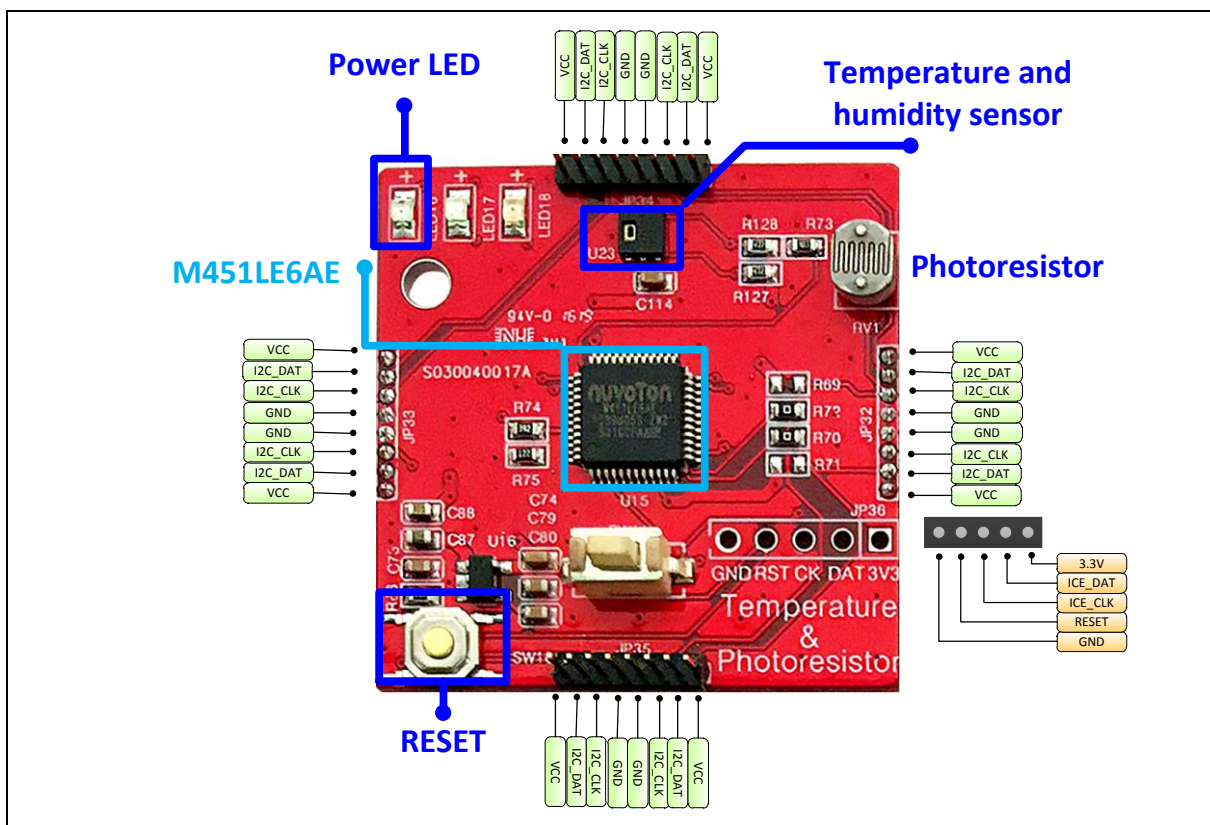 Power LED
VCC
I2C_DAT
I2C_CLK
GND
GND
I2C_CLK
I2C_DAT
VCC
Temperature and
humidity sensor
+ + +
LED17
LED18
JP34
U23
R128
R73
R127
C114
RV1
Photoresistor
M451LE6AE
S030040017A
nuvoTon
VCC
I2C_DAT
I2C_CLK
GND
GND
I2C_CLK
I2C_DAT
VCC
JP33
R74
R75
U15
R69
R70
R71
JP32
VCC
I2C_DAT
I2C_CLK
GND
GND
I2C_CLK
I2C_DAT
VCC
C88
C87
C73
U16
C74
C79
C80
JP36
GND RST CK DAT 3V3
Temperature
&
Photoresistor
3.3V
ICE_DAT
ICE_CLK
RESET
GND
JP35
RESET
VCC
I2C_DAT
I2C_CLK
GND
GND
I2C_CLK
I2C_DAT
VCC